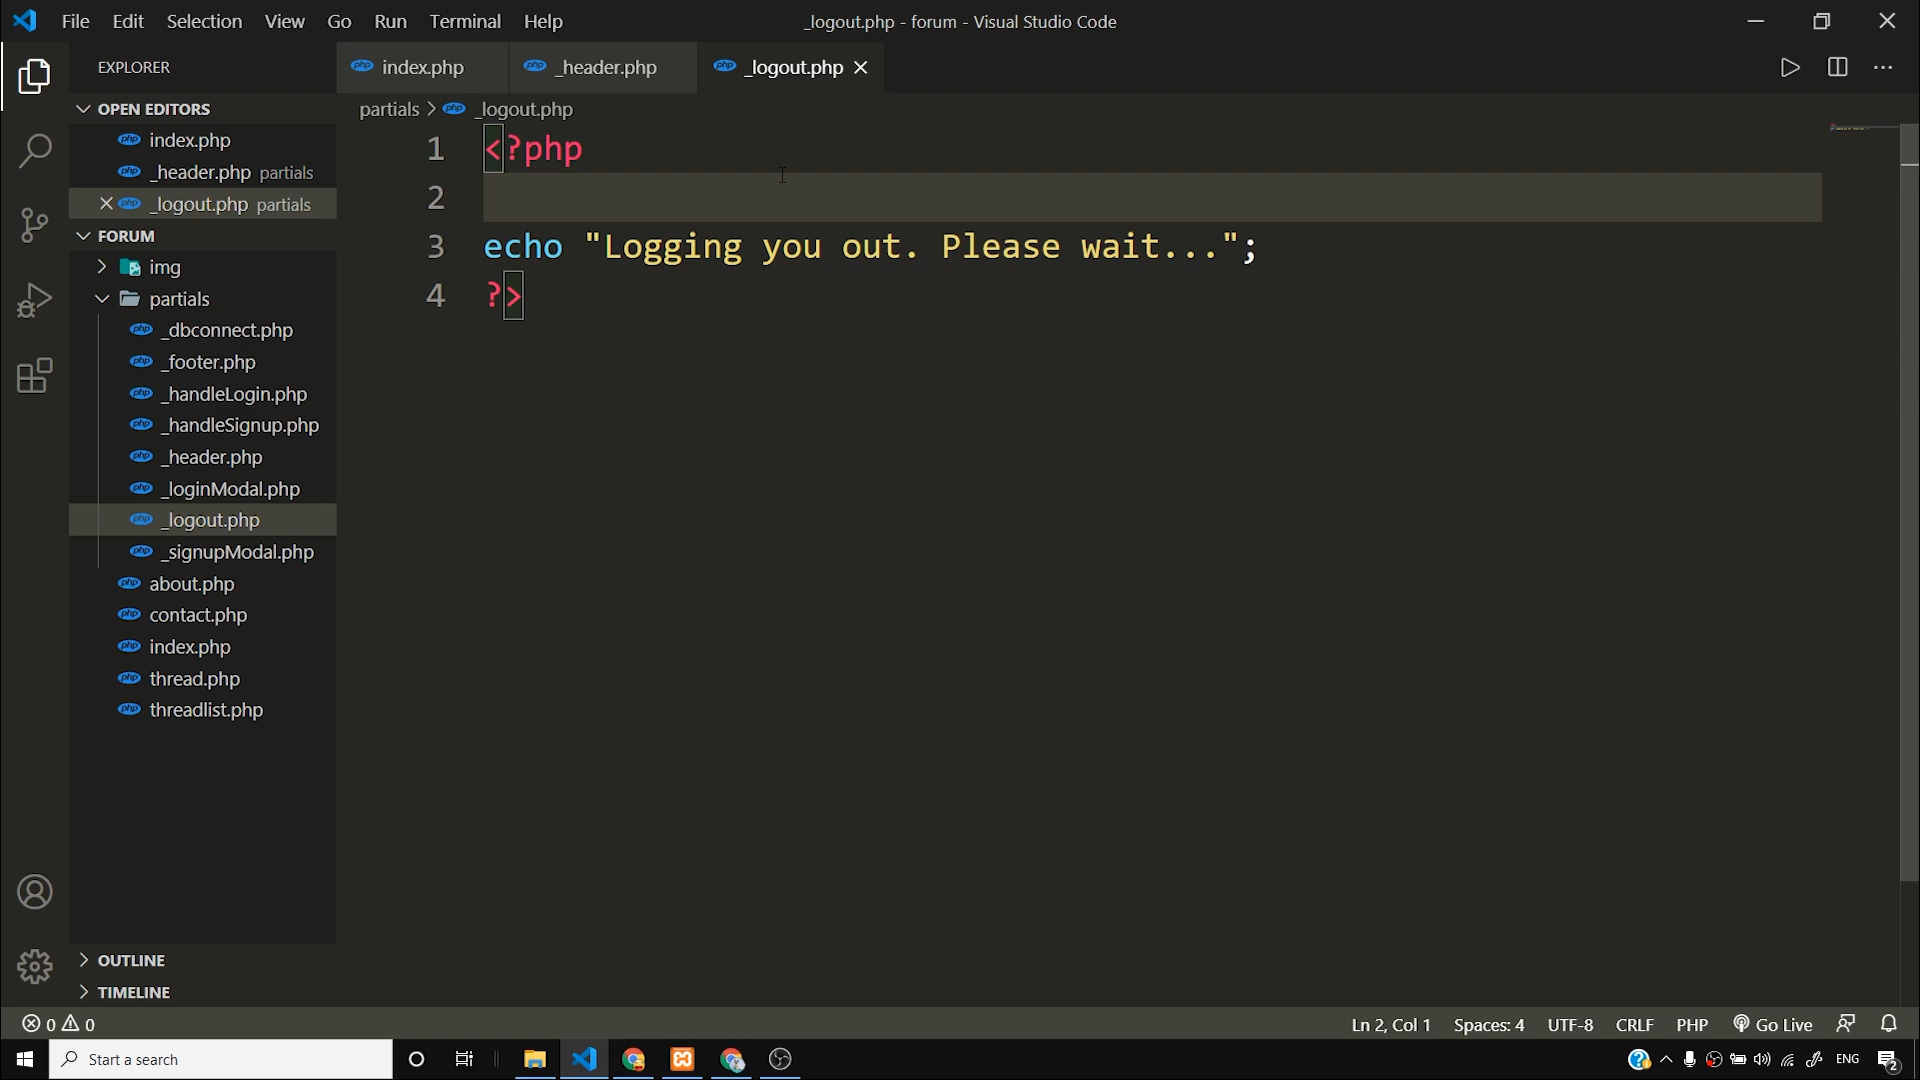 File Edit Selection View Go Run Terminal Help
_logout.php - forum - Visual Studio Code
EXPLORER
index.php
_header.php
_logout.php
OPEN EDITORS
index.php
_header.php partials
_logout.php partials
FORUM
img
partials
_dbconnect.php
_footer.php
_handleLogin.php
_handleSignup.php
_header.php
_loginModal.php
_logout.php
_signupModal.php
about.php
contact.php
index.php
thread.php
threadlist.php
OUTLINE
TIMELINE
partials > _logout.php
1 <?php
2
3 echo "Logging you out. Please wait...";
4 ?>
0 0
Ln 2, Col 1 Spaces: 4 UTF-8 CRLF PHP Go Live
Start a search
ENG
2